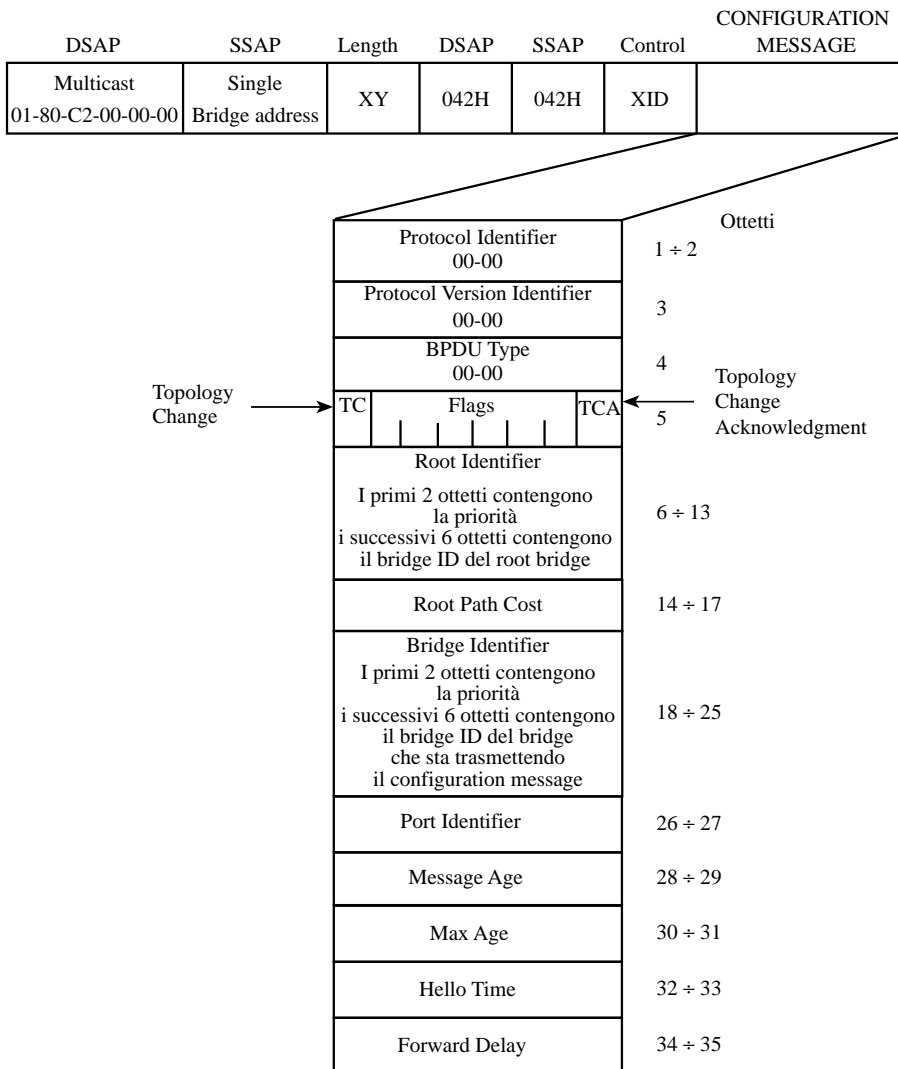 CONFIGURATION
DSAP SSAP Length DSAP SSAP Control MESSAGE
Multicast
01-80-C2-00-00-00
Single
Bridge address
XY
042H
042H
XID
Ottetti
Protocol Identifier
00-00
1 ÷ 2
Protocol Version Identifier
00-00
3
BPDU Type
00-00
4
Topology
Change
TC
Flags
TCA
5
Topology
Change
Acknowledgment
Root Identifier
I primi 2 ottetti contengono
la priorità
i successivi 6 ottetti contengono
il bridge ID del root bridge
6 ÷ 13
Root Path Cost
14 ÷ 17
Bridge Identifier
I primi 2 ottetti contengono
la priorità
i successivi 6 ottetti contengono
il bridge ID del bridge
che sta trasmettendo
il configuration message
18 ÷ 25
Port Identifier
26 ÷ 27
Message Age
28 ÷ 29
Max Age
30 ÷ 31
Hello Time
32 ÷ 33
Forward Delay
34 ÷ 35